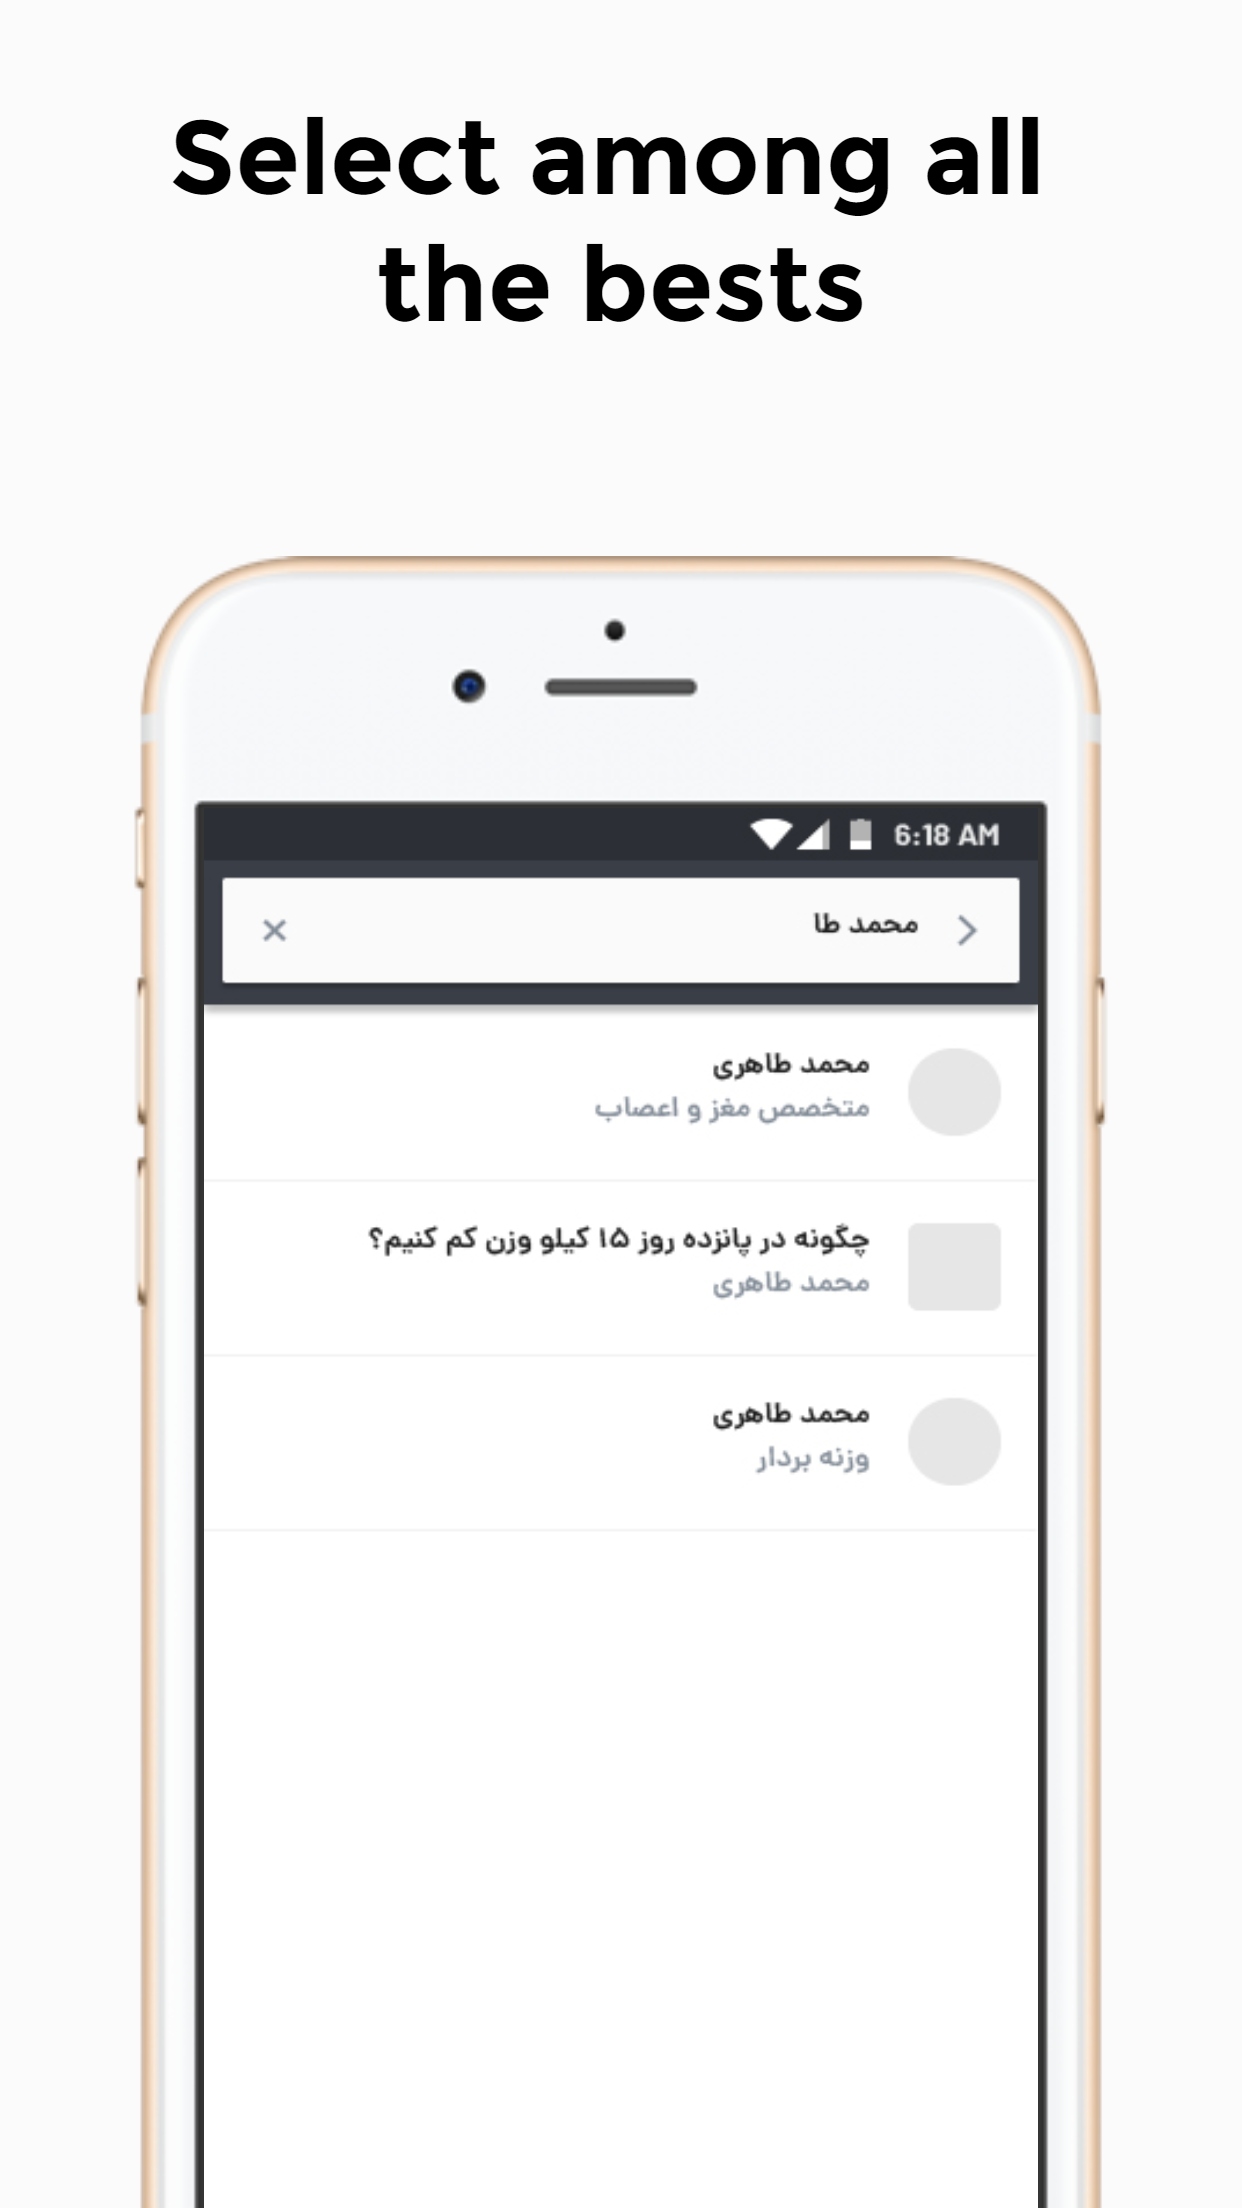 Select among all
the bests
6:18 AM
محمد طا
محمد طاهری
متخصص مغز و اعصاب
چگونه در پانزده روز ۱۵ کیلو وزن کم کنیم؟
محمد طاهری
محمد طاهری
وزنه بردار